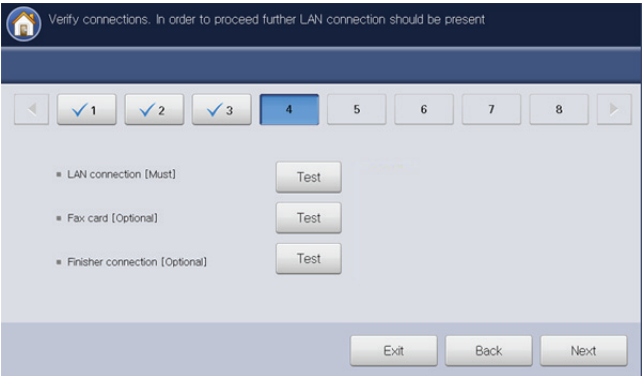 Verify connections. In order to proceed further LAN connection should be present
1 2 3 4 5 6 7 8
LAN connection [Must] Test
Fax card [Optional] Test
Finisher connection [Optional] Test
Exit Back Next